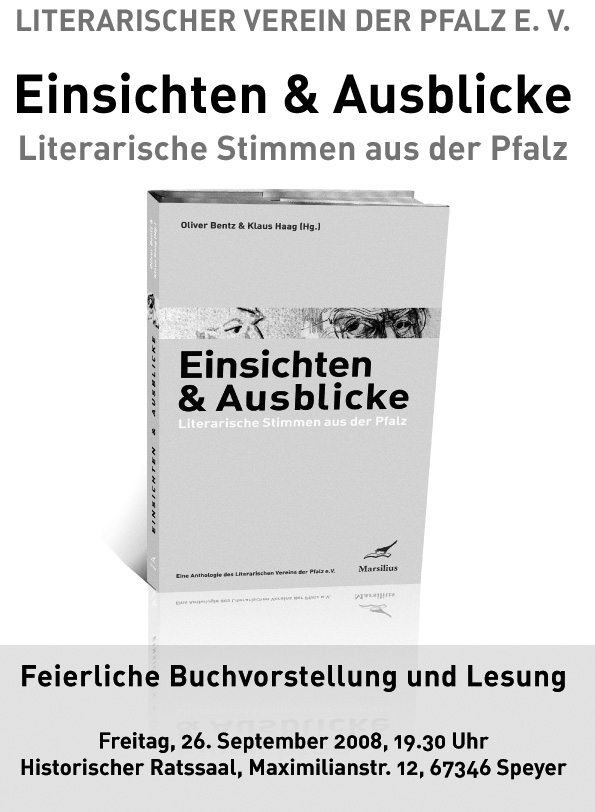 LITERARISCHER VEREIN DER PFALZ E. V.
Einsichten & Ausblicke
Literarische Stimmen aus der Pfalz
Oliver Bentz & Klaus Haag (Hg.)
EINSICHTEN & AUSBLICKE
Einsichten
& Ausblicke
Literarische Stimmen aus der Pfalz
Eine Anthologie des Literarischen Vereins der Pfalz e.V.
Marsilius
Feierliche Buchvorstellung und Lesung
Freitag, 26. September 2008, 19.30 Uhr
Historischer Ratssaal, Maximilianstr. 12, 67346 Speyer